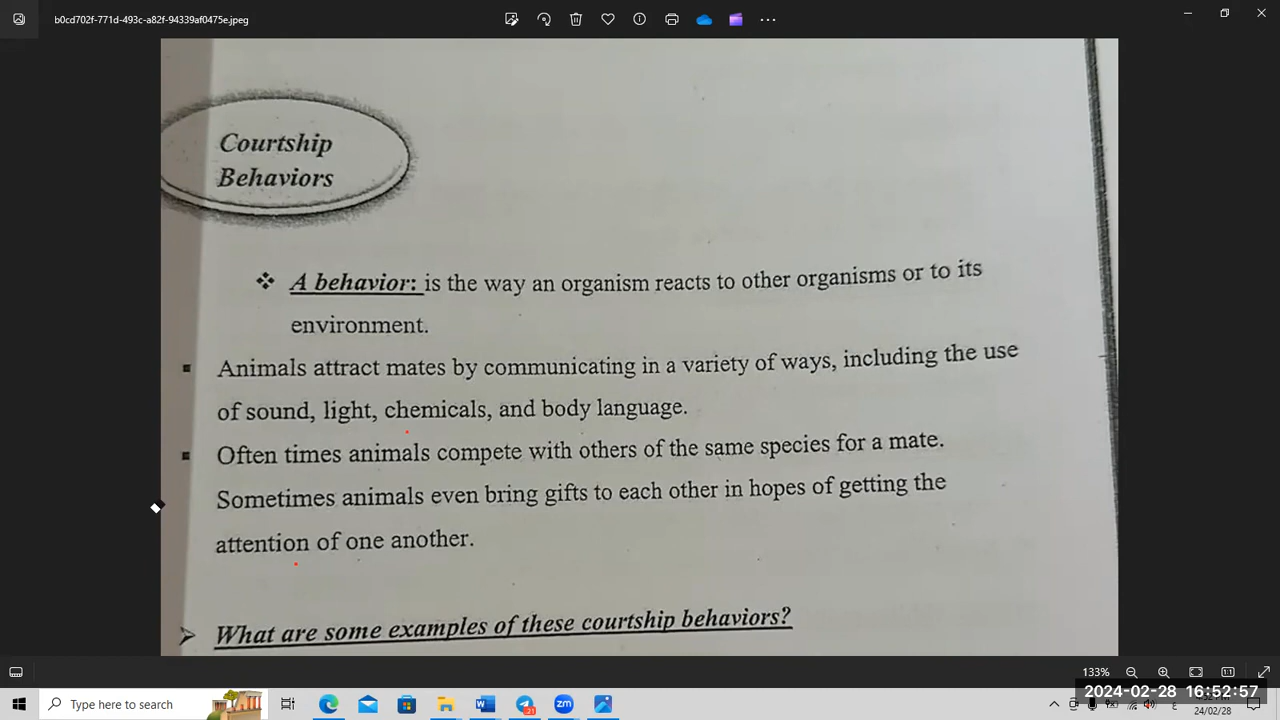 b0cd702f-771d-493c-a82f-94339af0475e.jpeg
Courtship
Behaviors
A behavior: is the way an organism reacts to other organisms or to its
environment.
Animals attract mates by communicating in a variety of ways, including the use
of sound, light, chemicals, and body language.
Often times animals compete with others of the same species for a mate.
Sometimes animals even bring gifts to each other in hopes of getting the
attention of one another.
What are some examples of these courtship behaviors?
133%
Type here to search
21
zm
2024-02-28 16:52:57
ع
24/02/28